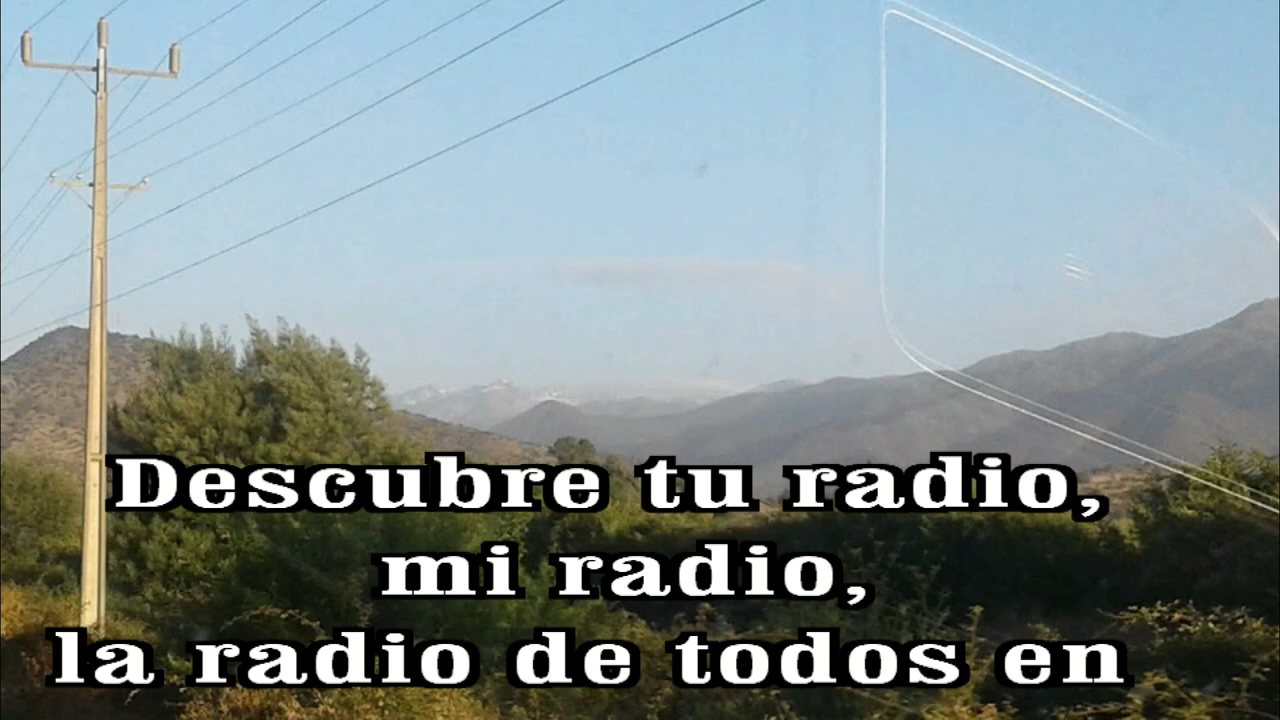 Descubre tu radio,
mi radio,
la radio de todos en